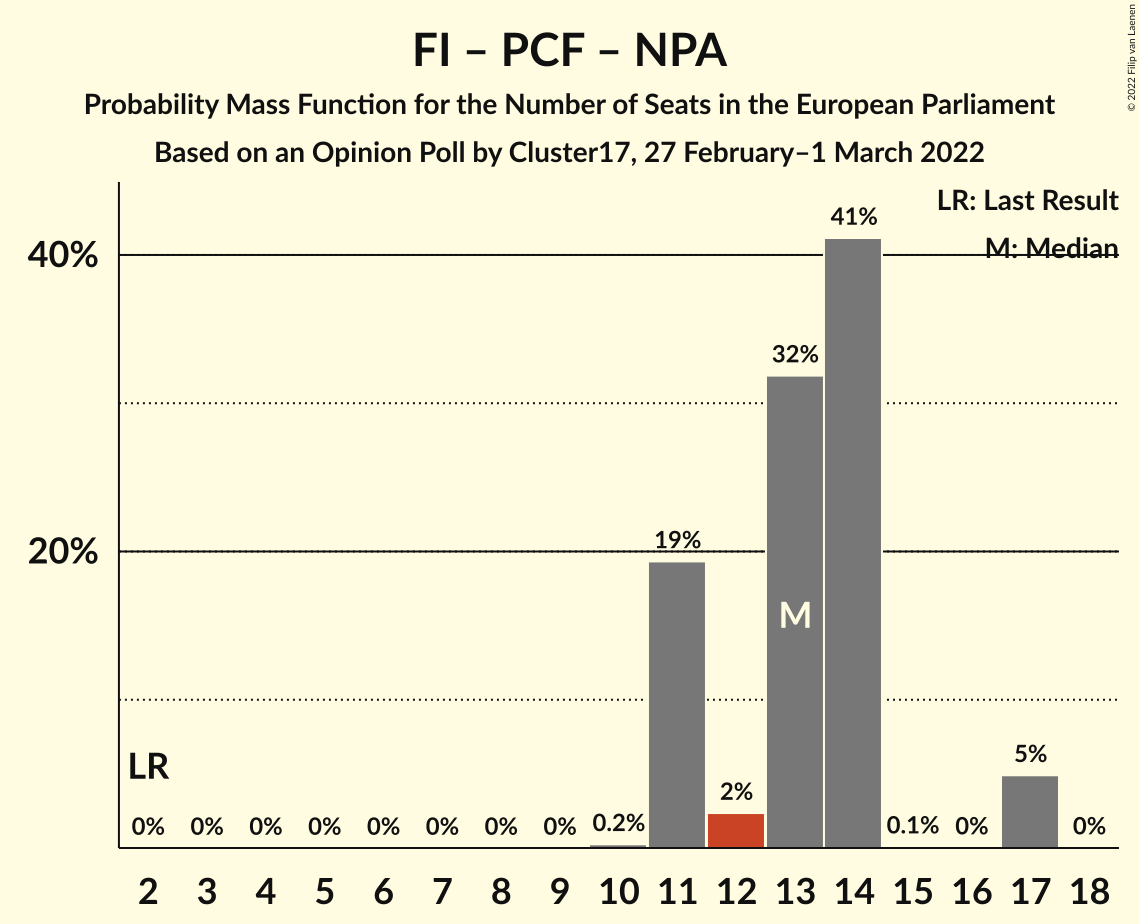 FI – PCF – NPA
Probability Mass Function for the Number of Seats in the European Parliament
Based on an Opinion Poll by Cluster17, 27 February–1 March 2022
© 2022 Filip van Laenen
LR: Last Result
M: Median
41%
40%
32%
19%
20%
M
LR
5%
2%
0% 0% 0% 0% 0% 0% 0% 0% 0.2% 0.1% 0% 0%
2 3 4 5 6 7 8 9 10 11 12 13 14 15 16 17 18